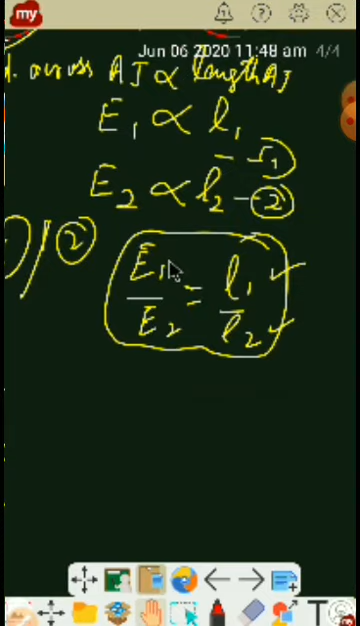 my
Jun 06 2020 11:48 am 4/4
d. across AJ ∝ length AJ
E₁ ∝ l₁
— ①
E₂ ∝ l₂ — ②
/ ②
E₁/E₂ = l₁/l₂
T